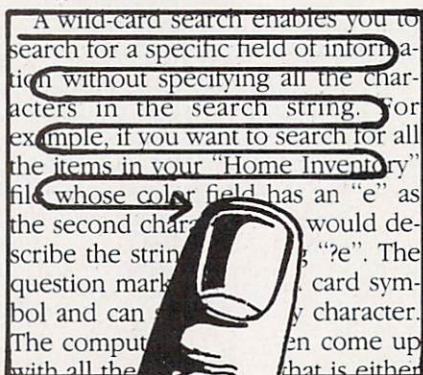 A wild-card search enables you to
search for a specific field of informa-
tion without specifying all the char-
acters in the search string. For
example, if you want to search for all
the items in your “Home Inventory”
file whose color field has an “e” as
the second chara would de-
scribe the strin “?e”. The
question mark card sym-
bol and can character.
The comput en come up
with all the that is either